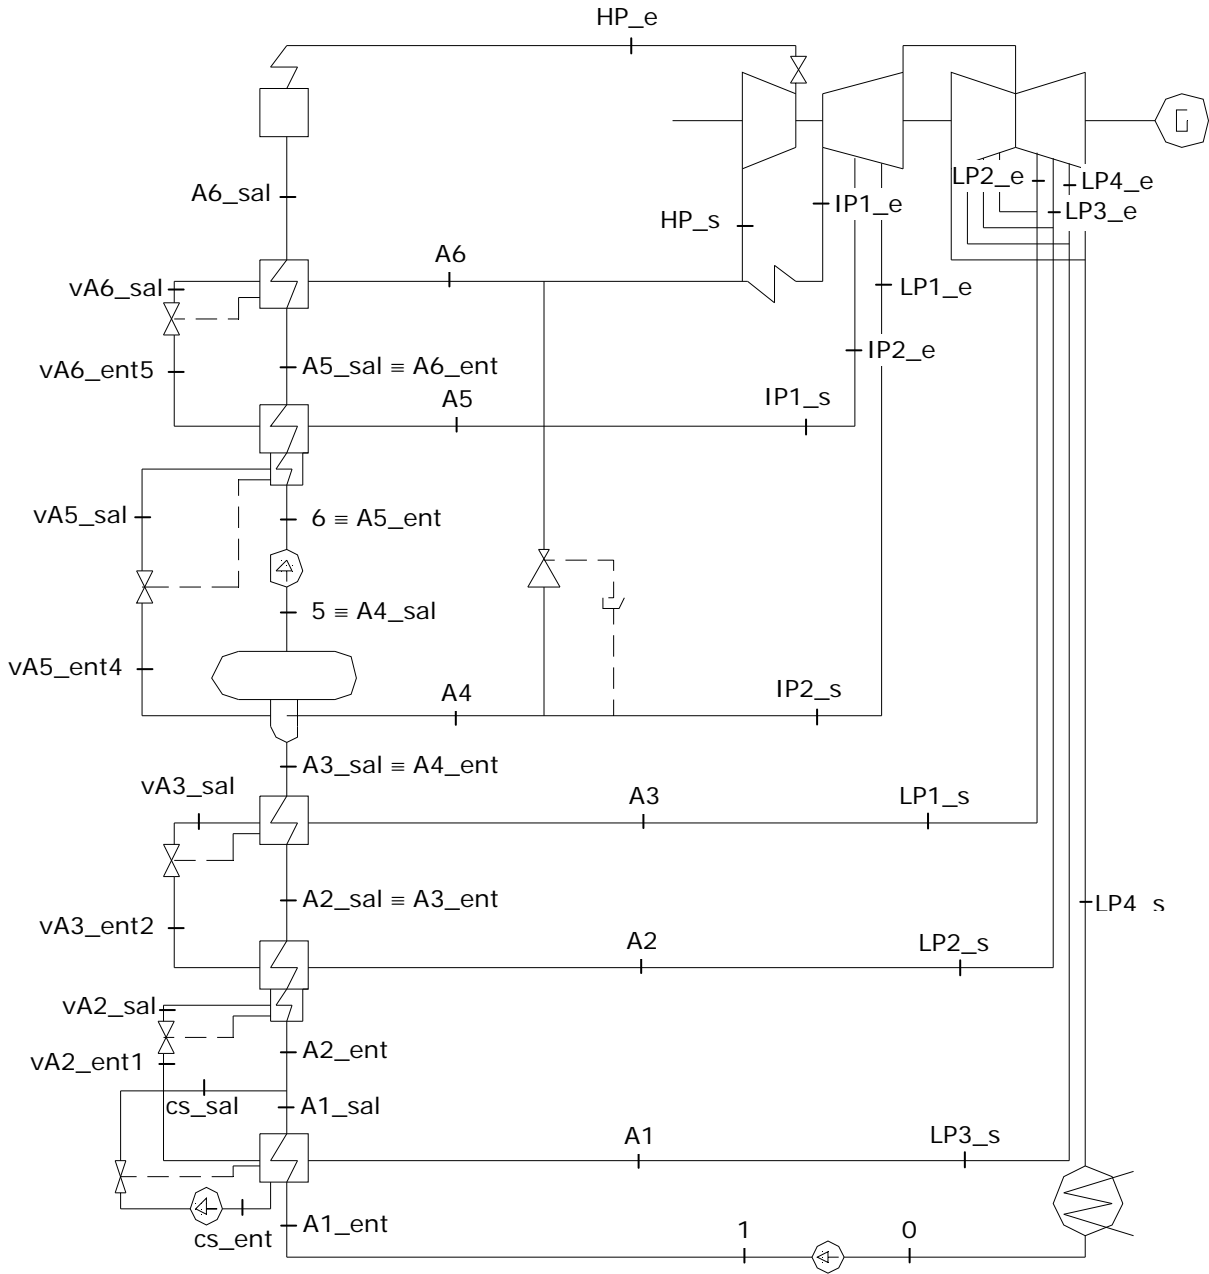 HP_e
G
A6_sal
LP2_e
LP4_e
IP1_e
LP3_e
HP_s
A6
vA6_sal
LP1_e
IP2_e
vA6_ent5
A5_sal ≡ A6_ent
A5
IP1_s
vA5_sal
6 ≡ A5_ent
5 ≡ A4_sal
vA5_ent4
A4
IP2_s
A3_sal ≡ A4_ent
vA3_sal
A3
LP1_s
A2_sal ≡ A3_ent
LP4_s
vA3_ent2
A2
LP2_s
vA2_sal
A2_ent
vA2_ent1
cs_sal
A1_sal
A1
LP3_s
A1_ent
cs_ent
1
0